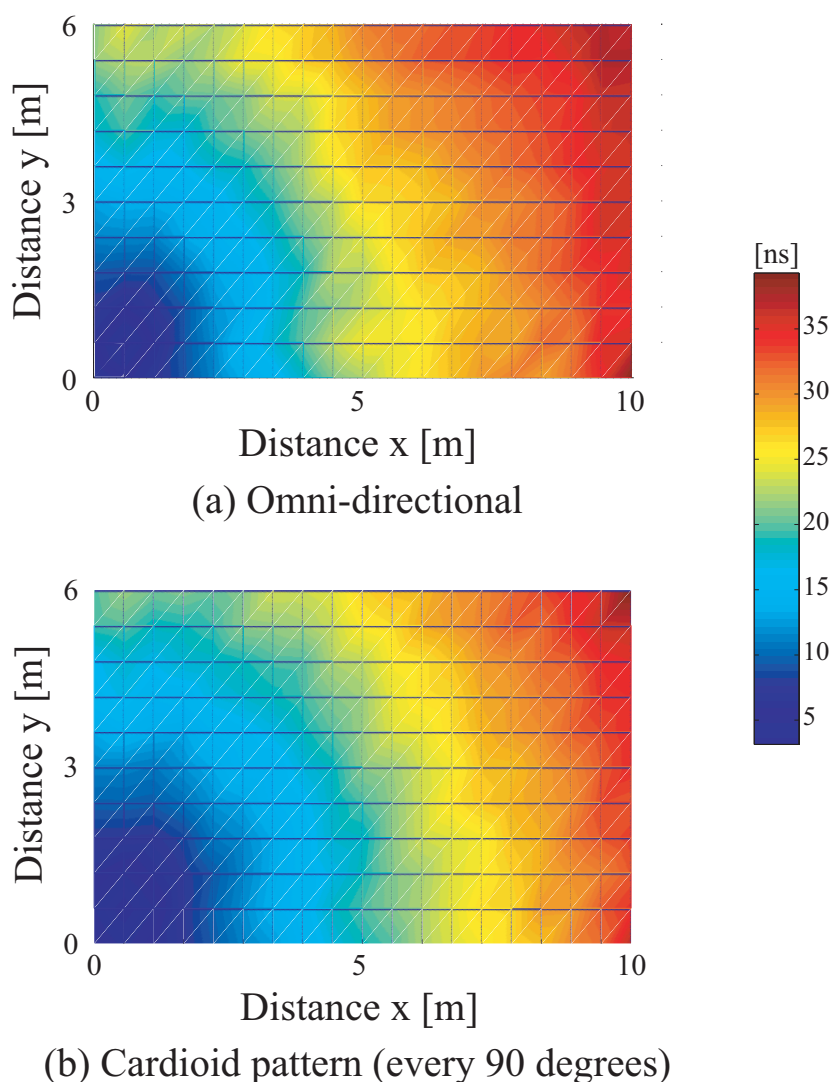 6
3
0
Distance y [m]
0 5 10
Distance x [m]
(a) Omni-directional
[ns]
35
30
25
20
15
10
5
6
3
0
Distance y [m]
0 5 10
Distance x [m]
(b) Cardioid pattern (every 90 degrees)